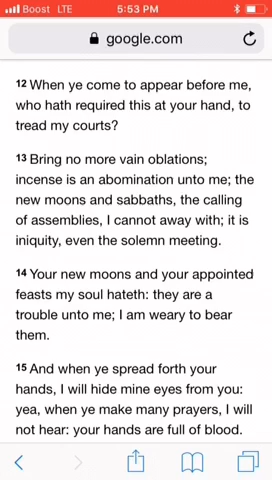 Boost LTE 5:53 PM
google.com
12 When ye come to appear before me,
who hath required this at your hand, to
tread my courts?
13 Bring no more vain oblations;
incense is an abomination unto me; the
new moons and sabbaths, the calling
of assemblies, I cannot away with; it is
iniquity, even the solemn meeting.
14 Your new moons and your appointed
feasts my soul hateth: they are a
trouble unto me; I am weary to bear
them.
15 And when ye spread forth your
hands, I will hide mine eyes from you:
yea, when ye make many prayers, I will
not hear: your hands are full of blood.